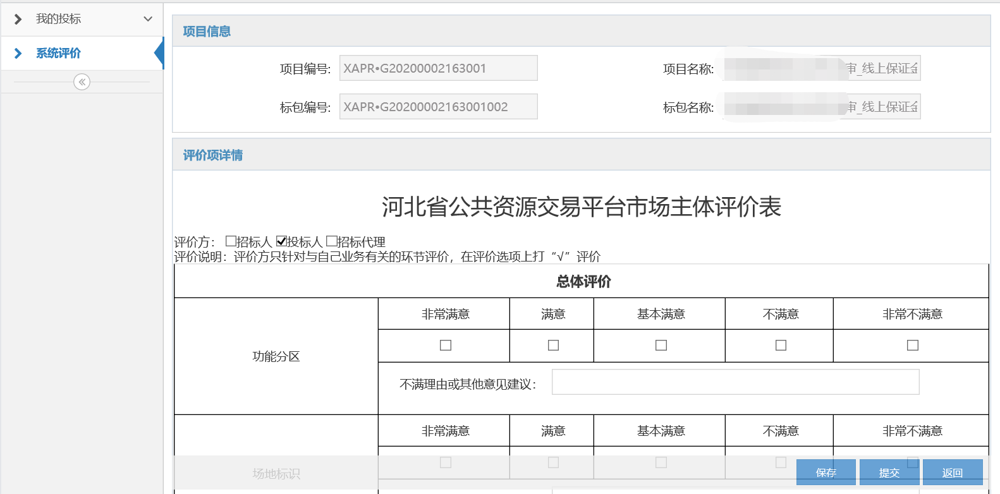 我的投标
系统评价
项目信息
项目编号: XAPR•G20200002163001 项目名称: 审_线上保证金
标包编号: XAPR•G20200002163001002 标包名称: 审_线上保证金
评价项详情
河北省公共资源交易平台市场主体评价表
评价方： 招标人 投标人 招标代理
评价说明：评价方只针对与自己业务有关的环节评价，在评价选项上打“√”评价
总体评价
非常满意 满意 基本满意 不满意 非常不满意
功能分区
不满理由或其他意见建议：
非常满意 满意 基本满意 不满意 非常不满意
场地标识
保存 提交 返回